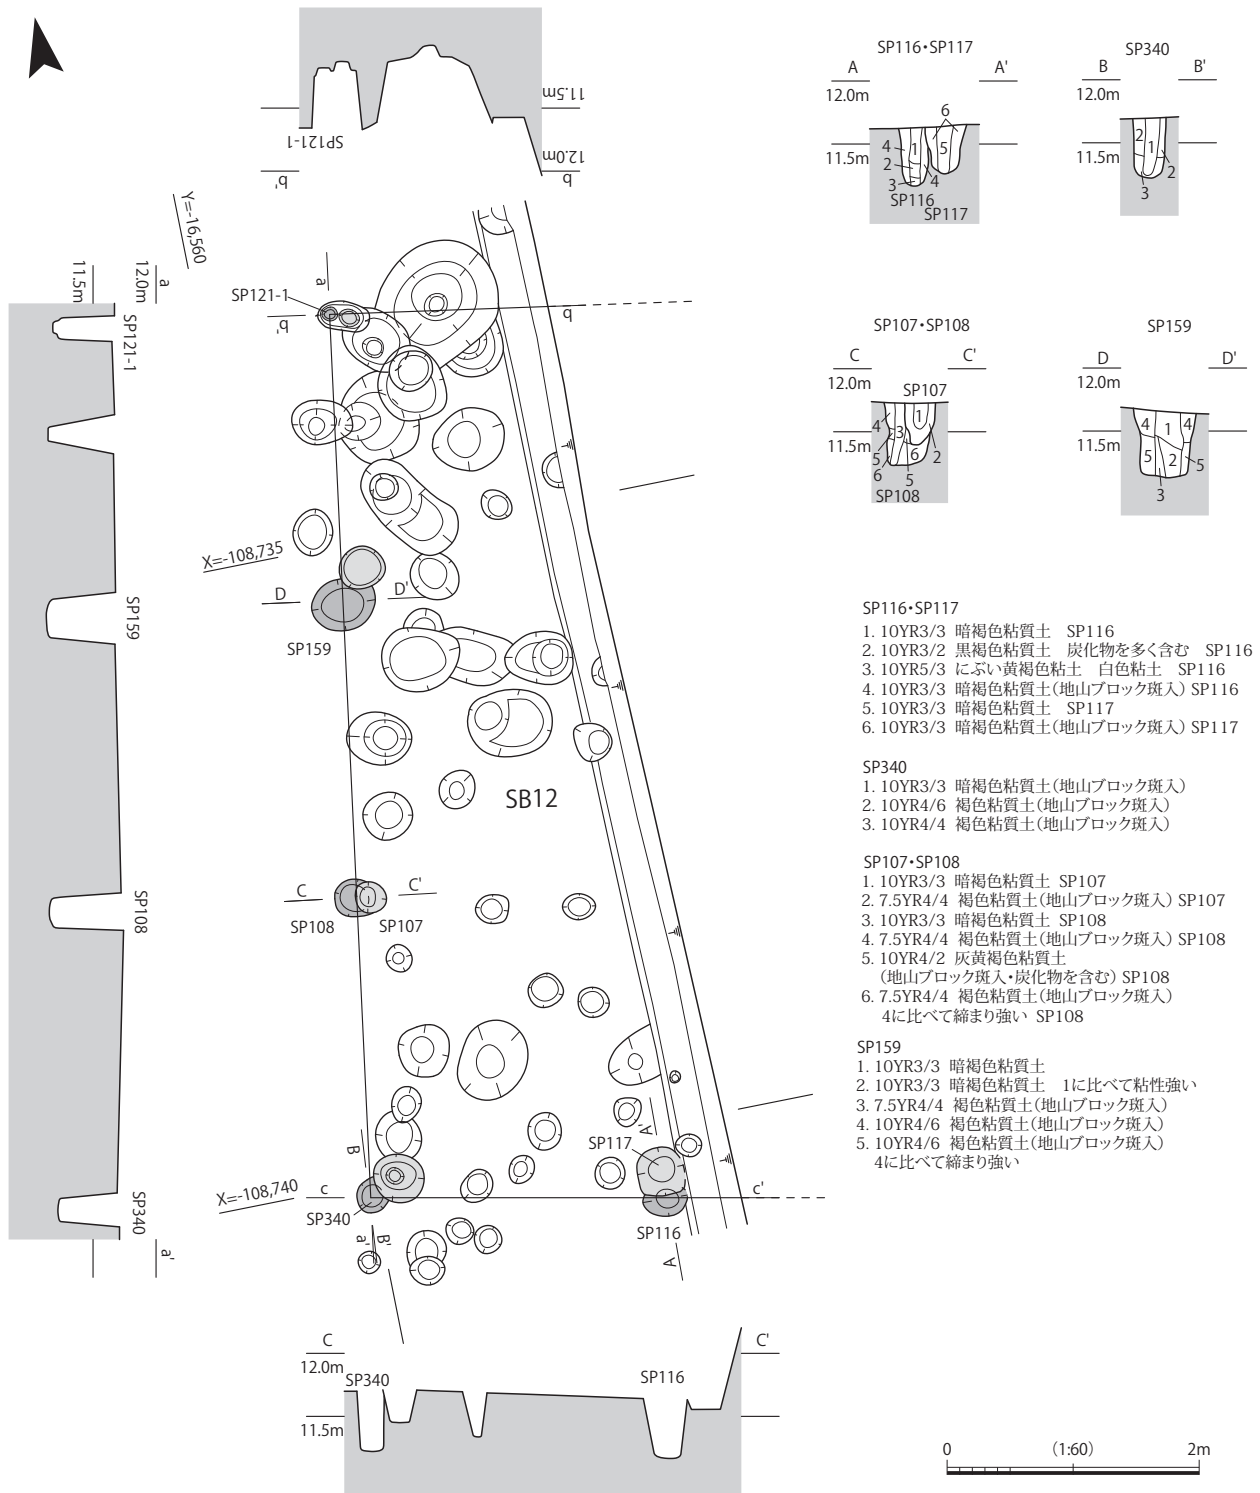 11.5m
SP121-1
12.0m
b'
b
Y=-16,560
11.5m
12.0m
a
SP121-1
SP159
SP108
SP340
a'
a
SP121-1
b'
b
X=-108,735
D
D'
SP159
SB12
C
C'
SP108
SP107
B
A'
SP117
X=-108,740
c
c'
SP340
SP116
a'
B'
A
C
C'
12.0m
SP340
SP116
11.5m
SP116・SP117
A
A'
12.0m
11.5m
6
4
1
5
2
3
4
SP116
SP117
SP340
B
B'
12.0m
11.5m
2
1
2
3
SP107・SP108
C
C'
12.0m
SP107
11.5m
1
4
3
5
6
6
2
5
SP108
SP159
D
D'
12.0m
11.5m
4
1
4
5
2
5
3
SP116・SP117
1. 10YR3/3 暗褐色粘質土 SP116
2. 10YR3/2 黒褐色粘質土 炭化物を多く含む SP116
3. 10YR5/3 にぶい黄褐色粘土 白色粘土 SP116
4. 10YR3/3 暗褐色粘質土(地山ブロック斑入) SP116
5. 10YR3/3 暗褐色粘質土 SP117
6. 10YR3/3 暗褐色粘質土(地山ブロック斑入) SP117
SP340
1. 10YR3/3 暗褐色粘質土(地山ブロック斑入)
2. 10YR4/6 褐色粘質土(地山ブロック斑入)
3. 10YR4/4 褐色粘質土(地山ブロック斑入)
SP107・SP108
1. 10YR3/3 暗褐色粘質土 SP107
2. 7.5YR4/4 褐色粘質土(地山ブロック斑入) SP107
3. 10YR3/3 暗褐色粘質土 SP108
4. 7.5YR4/4 褐色粘質土(地山ブロック斑入) SP108
5. 10YR4/2 灰黄褐色粘質土
(地山ブロック斑入・炭化物を含む) SP108
6. 7.5YR4/4 褐色粘質土(地山ブロック斑入)
4に比べて締まり強い SP108
SP159
1. 10YR3/3 暗褐色粘質土
2. 10YR3/3 暗褐色粘質土 1に比べて粘性強い
3. 7.5YR4/4 褐色粘質土(地山ブロック斑入)
4. 10YR4/6 褐色粘質土(地山ブロック斑入)
5. 10YR4/6 褐色粘質土(地山ブロック斑入)
4に比べて締まり強い
0 (1:60) 2m